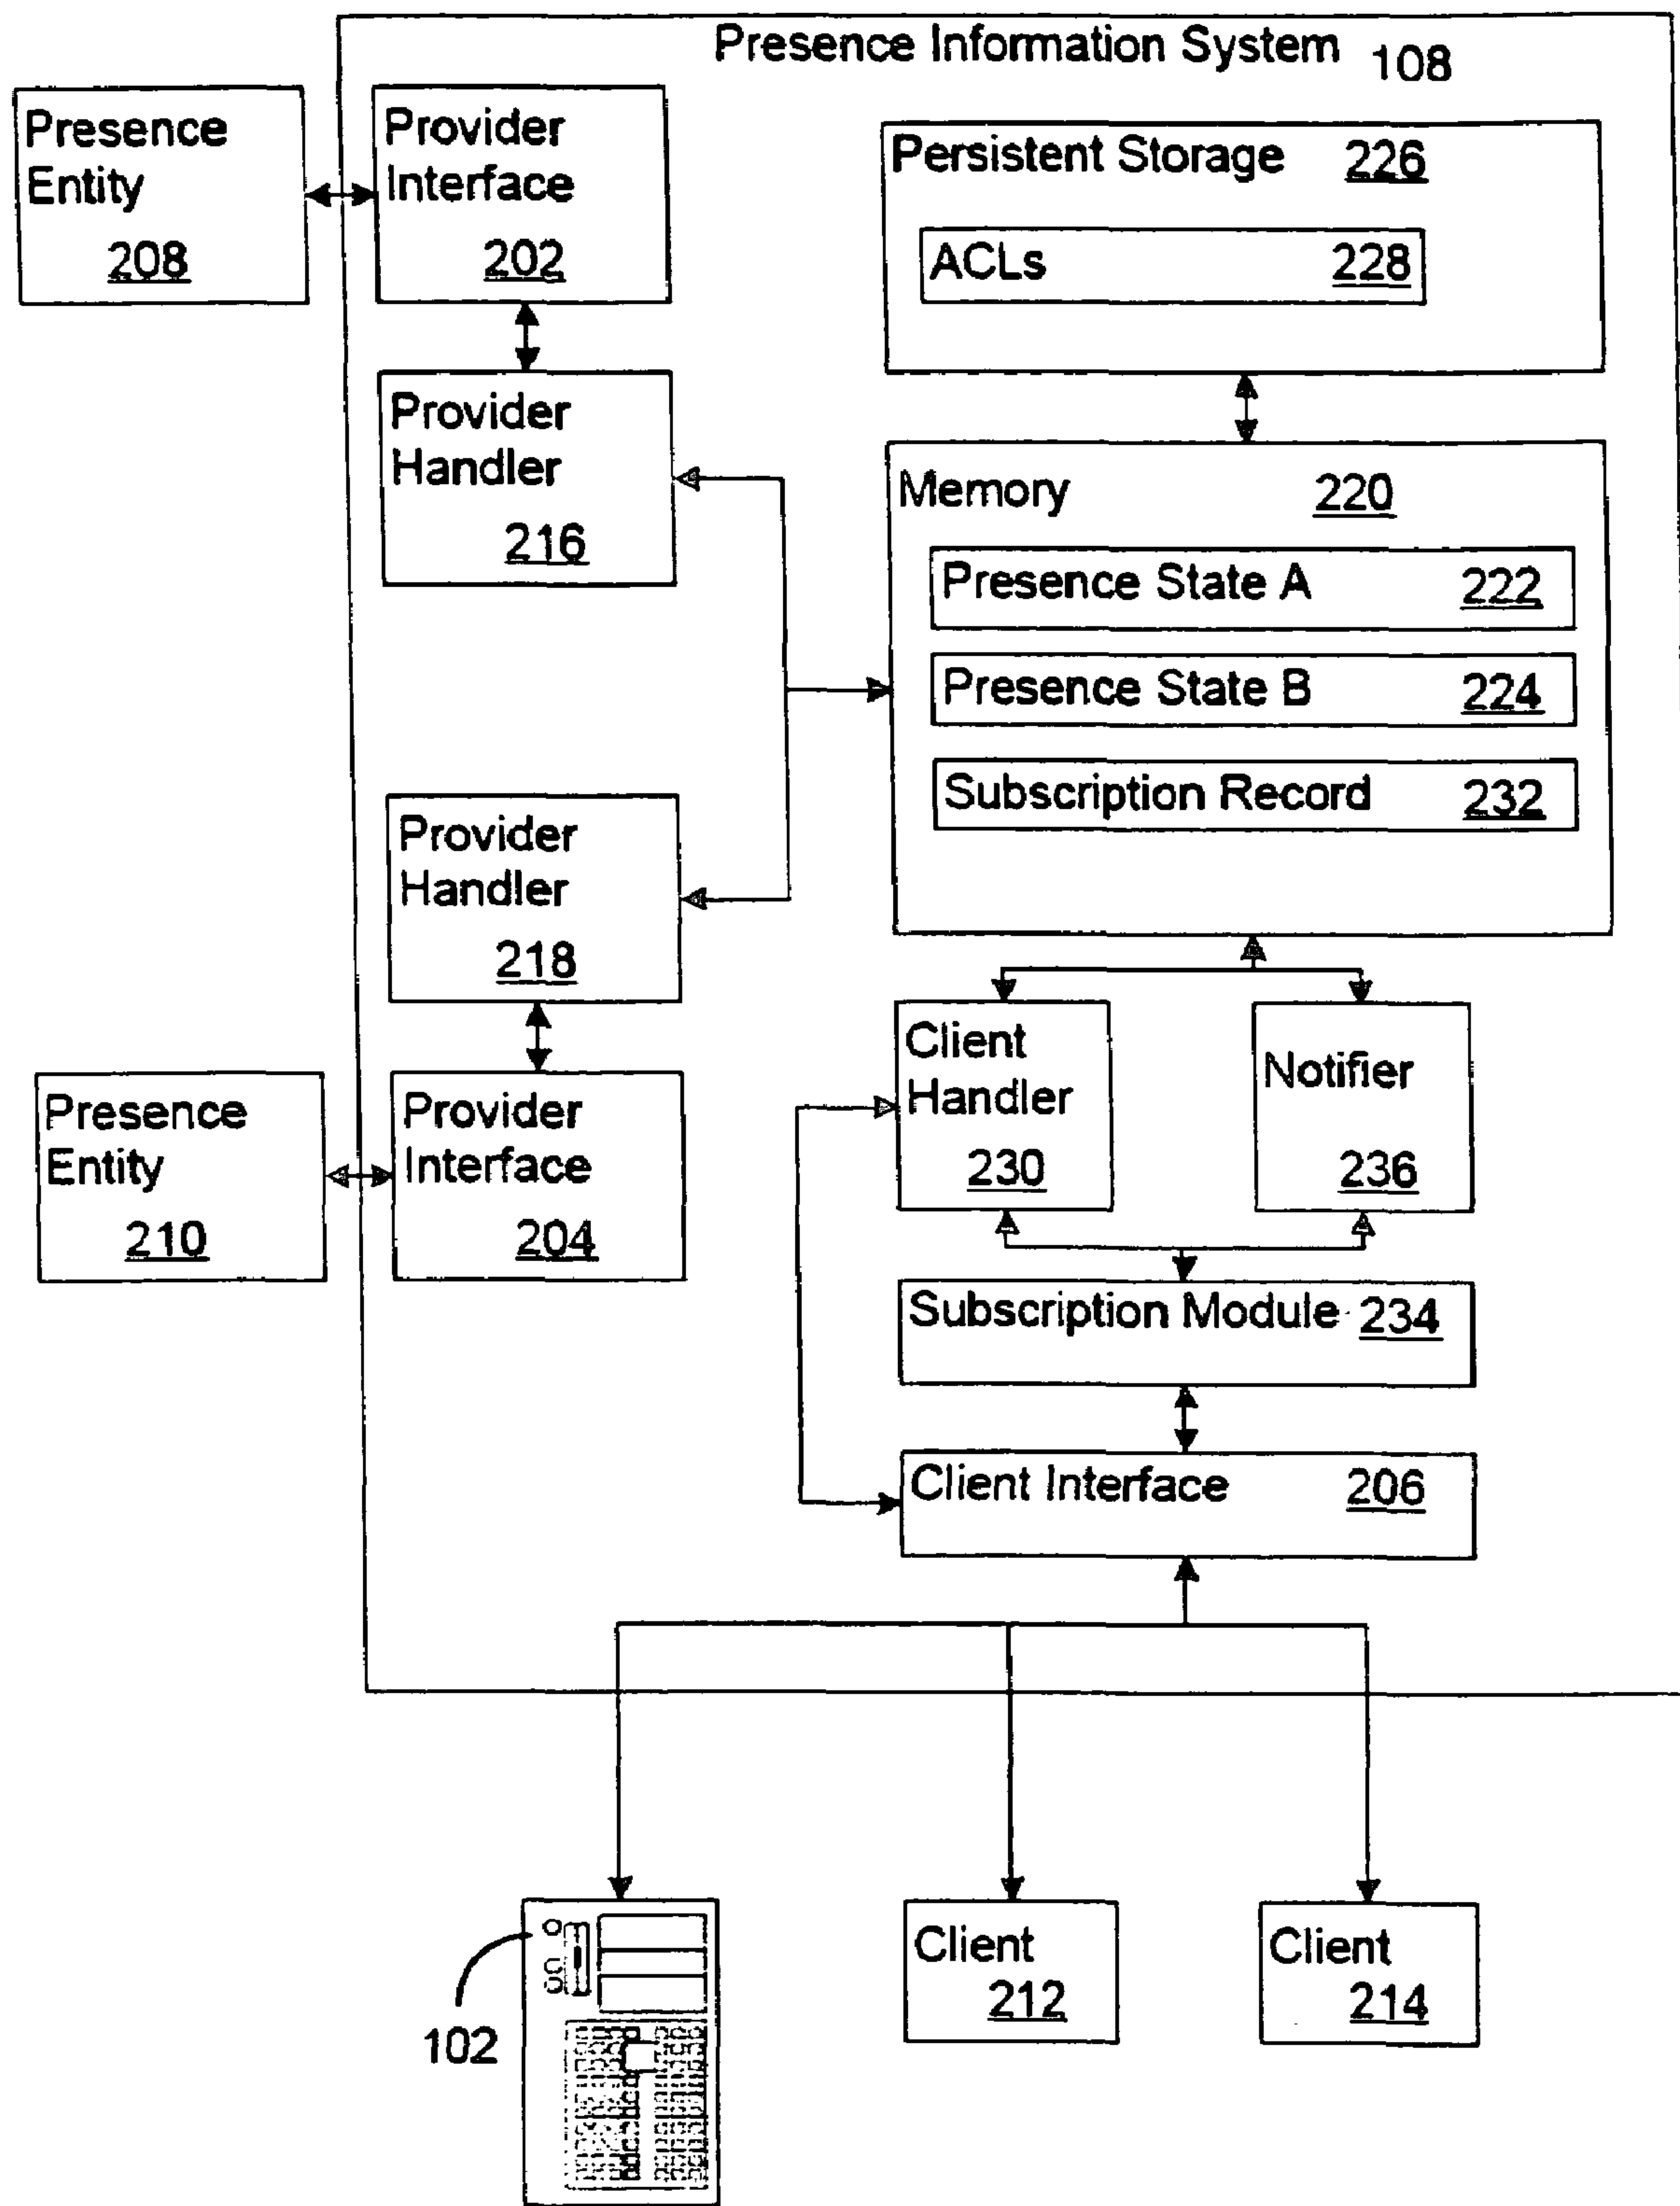 Presence Information System 108
Presence
Entity
208
Provider
Interface
202
Persistent Storage 226
ACLs 228
Provider
Handler
216
Memory 220
Presence State A 222
Presence State B 224
Subscription Record 232
Provider
Handler
218
Client
Handler
230
Notifier
236
Presence
Entity
210
Provider
Interface
204
Subscription Module 234
Client Interface 206
102
Client
212
Client
214